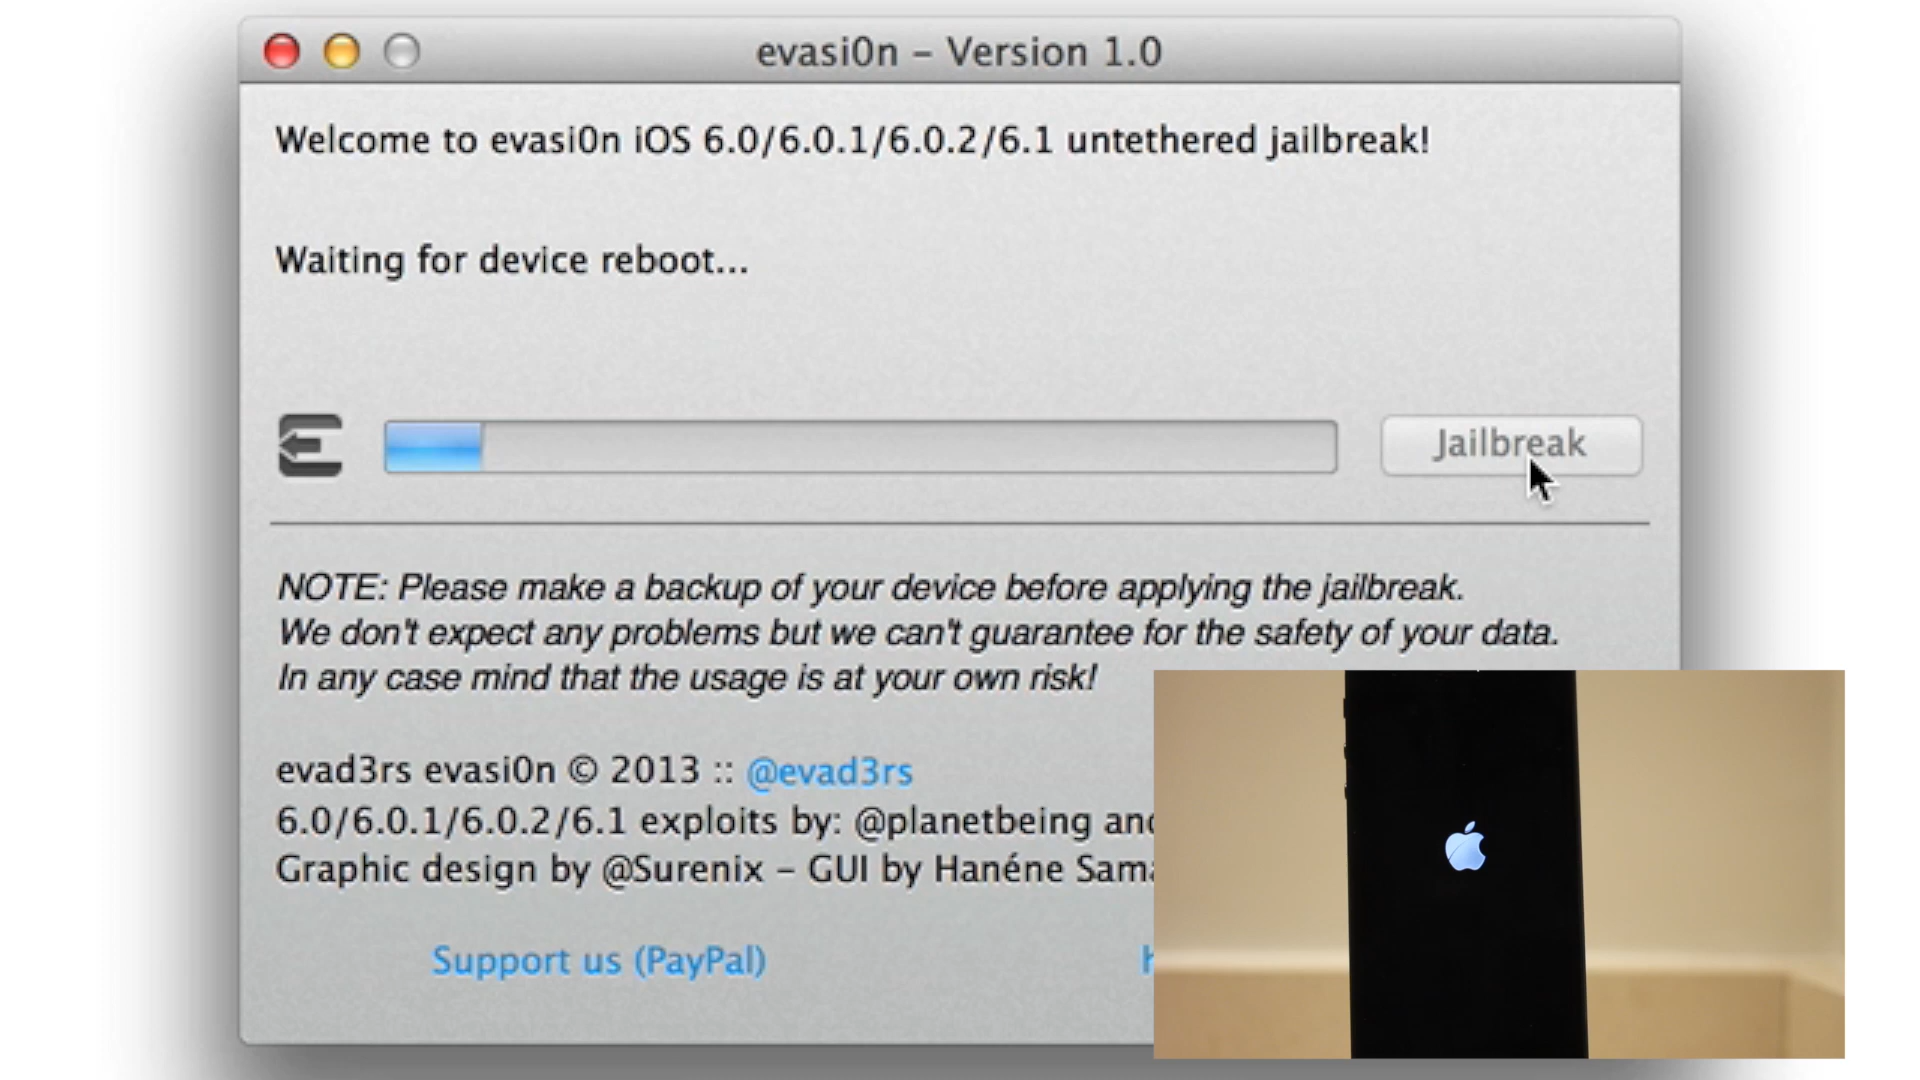 evasi0n – Version 1.0
Welcome to evasi0n iOS 6.0/6.0.1/6.0.2/6.1 untethered jailbreak!
Waiting for device reboot...
Jailbreak
NOTE: Please make a backup of your device before applying the jailbreak.
We don't expect any problems but we can't guarantee for the safety of your data.
In any case mind that the usage is at your own risk!
evad3rs evasi0n © 2013 :: @evad3rs
6.0/6.0.1/6.0.2/6.1 exploits by: @planetbeing and
Graphic design by @Surenix – GUI by Hanéne
Support us (PayPal)